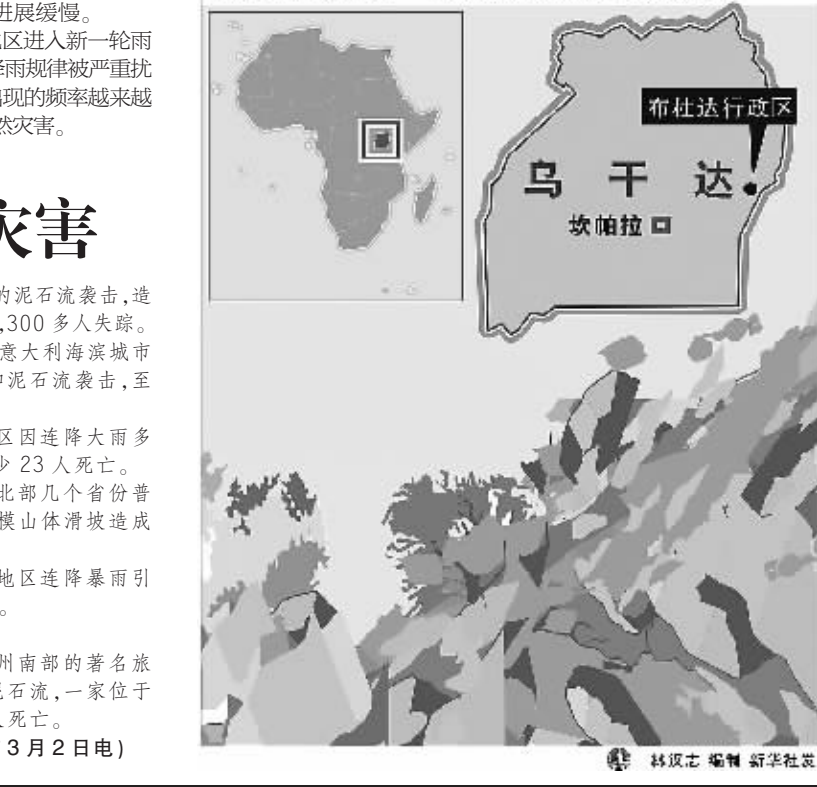 进展缓慢。
区进入新一轮雨
降雨规律被严重扰
出现的频率越来越
然灾害。
灾害
的泥石流袭击,造
,300 多人失踪。
意大利海滨城市
和泥石流袭击,至
区因连降大雨多
少 23 人死亡。
北部几个省份普
模山体滑坡造成
地区连降暴雨引
。
州南部的著名旅
泥石流,一家位于
人死亡。
3 月 2 日电)
布杜达行政区
乌干达
坎帕拉
林汉志 编制 新华社发